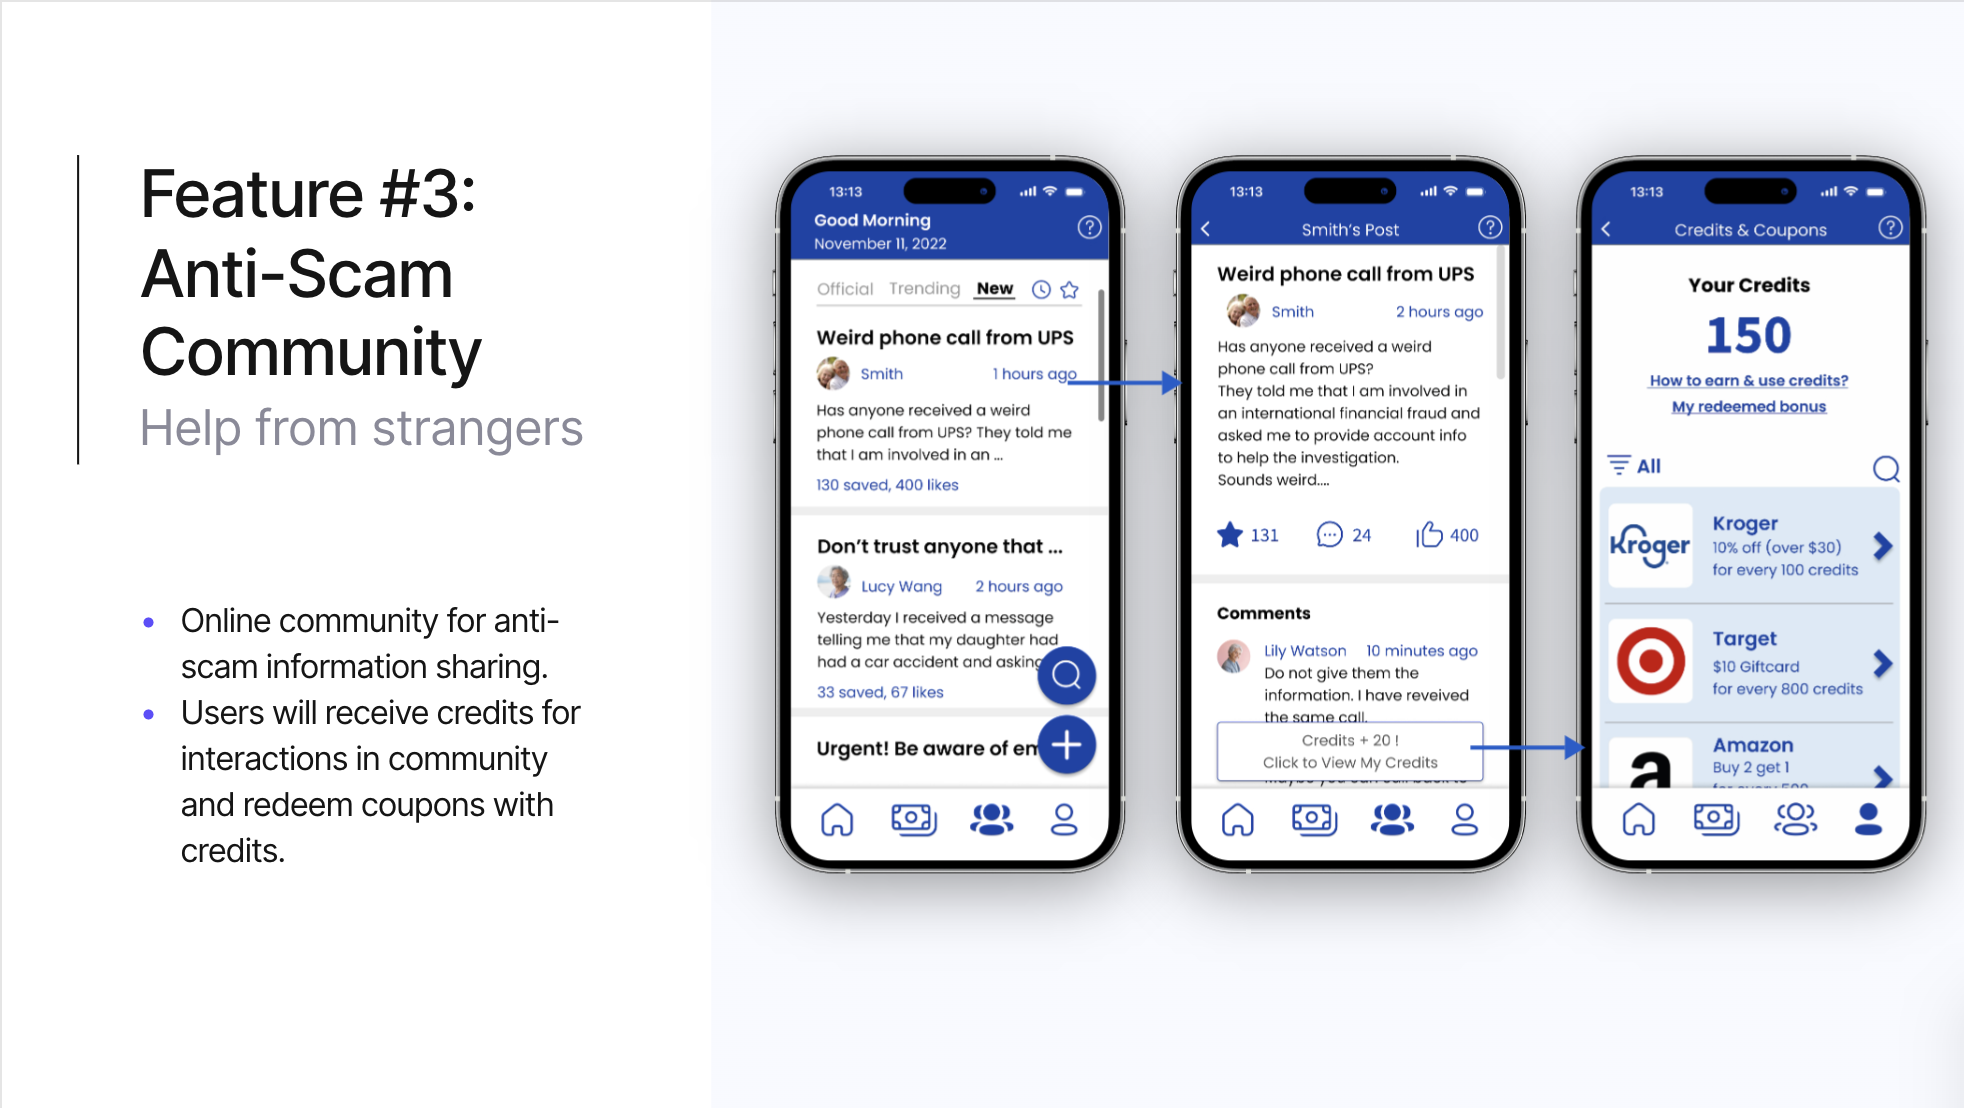 Feature #3:
Anti-Scam
Community
Help from strangers
• Online community for anti-
scam information sharing.
• Users will receive credits for
interactions in community
and redeem coupons with
credits.
13:13
Good Morning
November 11, 2022
Official Trending New
Weird phone call from UPS
Smith 1 hours ago
Has anyone received a weird
phone call from UPS? They told me
that I am involved in an ...
130 saved, 400 likes
Don't trust anyone that ...
Lucy Wang 2 hours ago
Yesterday I received a message
telling me that my daughter had
had a car accident and asking
33 saved, 67 likes
Urgent! Be aware of em
13:13
Smith's Post
Weird phone call from UPS
Smith 2 hours ago
Has anyone received a weird
phone call from UPS?
They told me that I am involved in
an international financial fraud and
asked me to provide account info
to help the investigation.
Sounds weird....
131 24 400
Comments
Lily Watson 10 minutes ago
Do not give them the
information. I have reveived
the same call.
Credits + 20 !
Click to View My Credits
13:13
Credits & Coupons
Your Credits
150
How to earn & use credits?
My redeemed bonus
All
Kroger
Kroger
10% off (over $30)
for every 100 credits
Target
$10 Giftcard
for every 800 credits
a
Amazon
Buy 2 get 1
for every 500